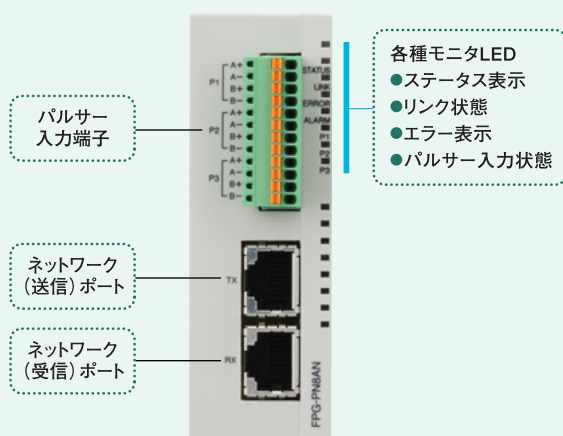 パルサー
入力端子
ネットワーク
(送信)ポート
ネットワーク
(受信)ポート
P1
A+
A−
B+
B−
P2
A+
A−
B+
B−
P3
A+
A−
B+
B−
TX
RX
STATUS
LINK
ERROR
ALARM
P1
P2
P3
FPG-PN8AN
各種モニタLED
●ステータス表示
●リンク状態
●エラー表示
●パルサー入力状態